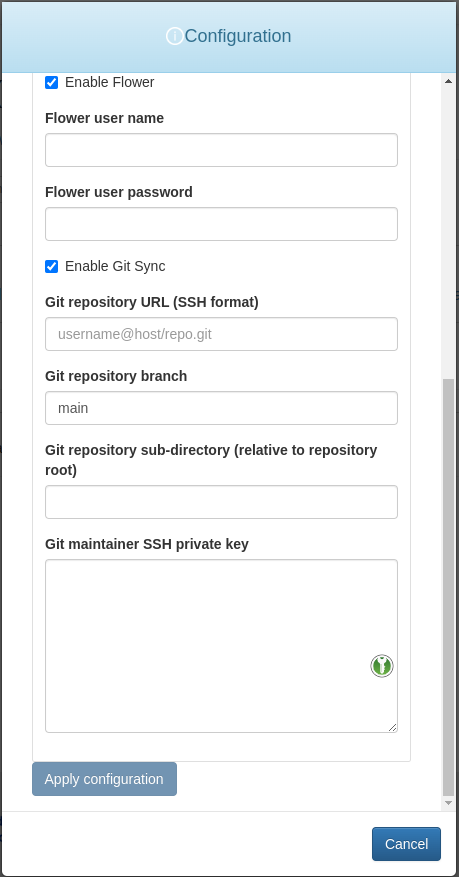 Configuration
Enable Flower
Flower user name
Flower user password
Enable Git Sync
Git repository URL (SSH format)
username@host/repo.git
Git repository branch
main
Git repository sub-directory (relative to repository
root)
Git maintainer SSH private key
Apply configuration
Cancel